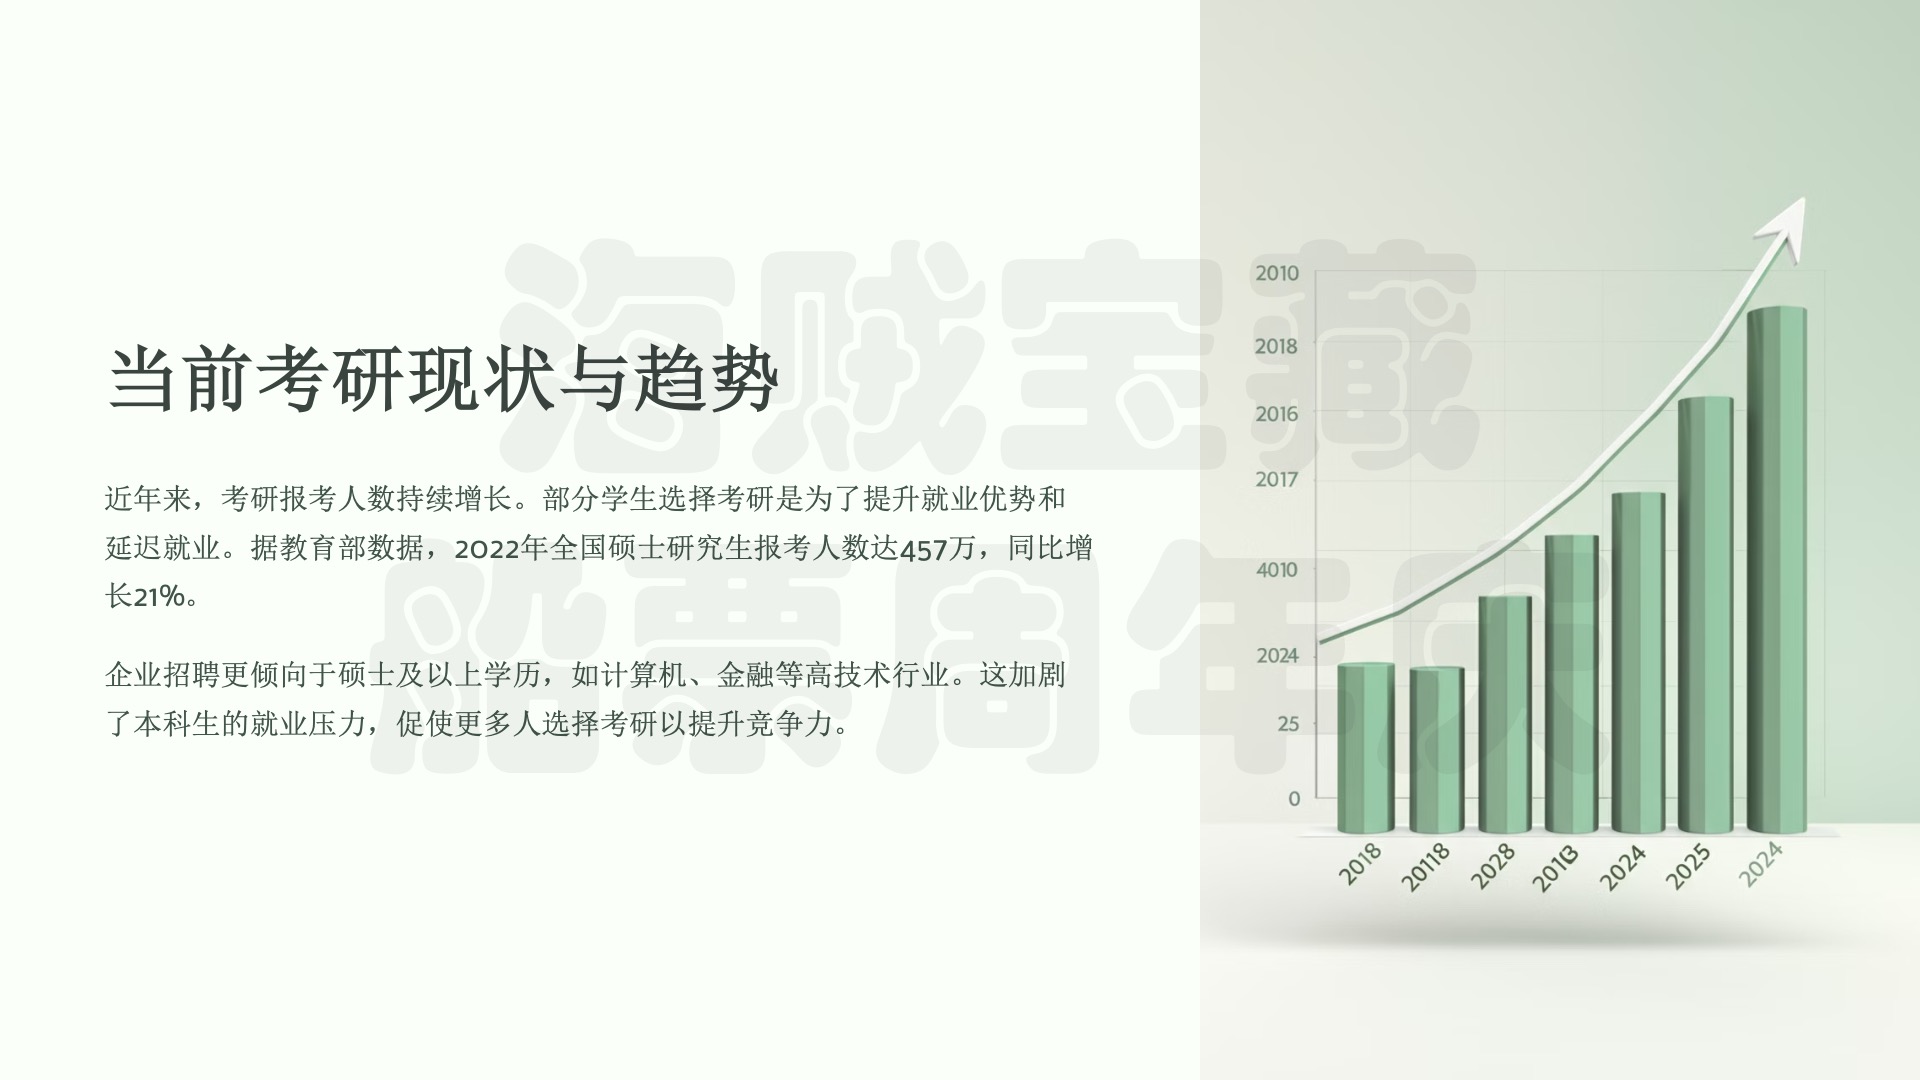 当前考研现状与趋势
近年来，考研报考人数持续增长。部分学生选择考研是为了提升就业优势和
延迟就业。据教育部数据，2022年全国硕士研究生报考人数达457万，同比增
长21%。
企业招聘更倾向于硕士及以上学历，如计算机、金融等高技术行业。这加剧
了本科生的就业压力，促使更多人选择考研以提升竞争力。
海贼宝藏
船票周年庆
2010
2018
2016
2017
4010
2024
25
0
2018
20118
2028
2024
2025
2024